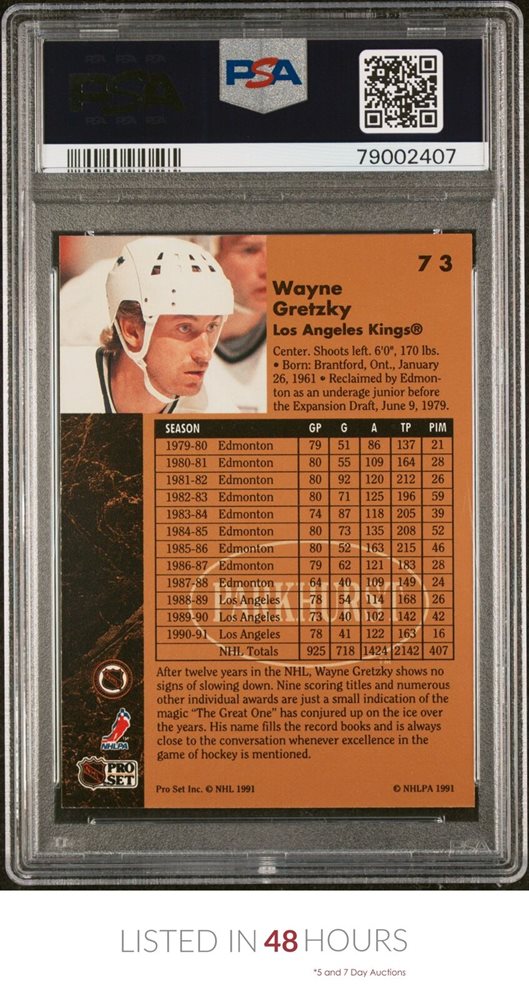 PSA
79002407
73
Wayne
Gretzky
Los Angeles Kings®
Center. Shoots left. 6'0", 170 lbs.
• Born: Brantford, Ont., January
26, 1961 • Reclaimed by Edmon-
ton as an underage junior before
the Expansion Draft, June 9, 1979.
SEASON GP G A TP PIM
1979-80 Edmonton 79 51 86 137 21
1980-81 Edmonton 80 55 109 164 28
1981-82 Edmonton 80 92 120 212 26
1982-83 Edmonton 80 71 125 196 59
1983-84 Edmonton 74 87 118 205 39
1984-85 Edmonton 80 73 135 208 52
1985-86 Edmonton 80 52 163 215 46
1986-87 Edmonton 79 62 121 183 28
1987-88 Edmonton 64 40 109 149 24
1988-89 Los Angeles 78 54 114 168 26
1989-90 Los Angeles 73 40 102 142 42
1990-91 Los Angeles 78 41 122 163 16
NHL Totals 925 718 1424 2142 407
PARKHURST
After twelve years in the NHL, Wayne Gretzky shows no
signs of slowing down. Nine scoring titles and numerous
other individual awards are just a small indication of the
magic "The Great One" has conjured up on the ice over
the years. His name fills the record books and is always
close to the conversation whenever excellence in the
game of hockey is mentioned.
NHLPA
PRO
SET
Pro Set Inc. © NHL 1991 © NHLPA 1991
PSA
LISTED IN 48 HOURS
*5 and 7 Day Auctions